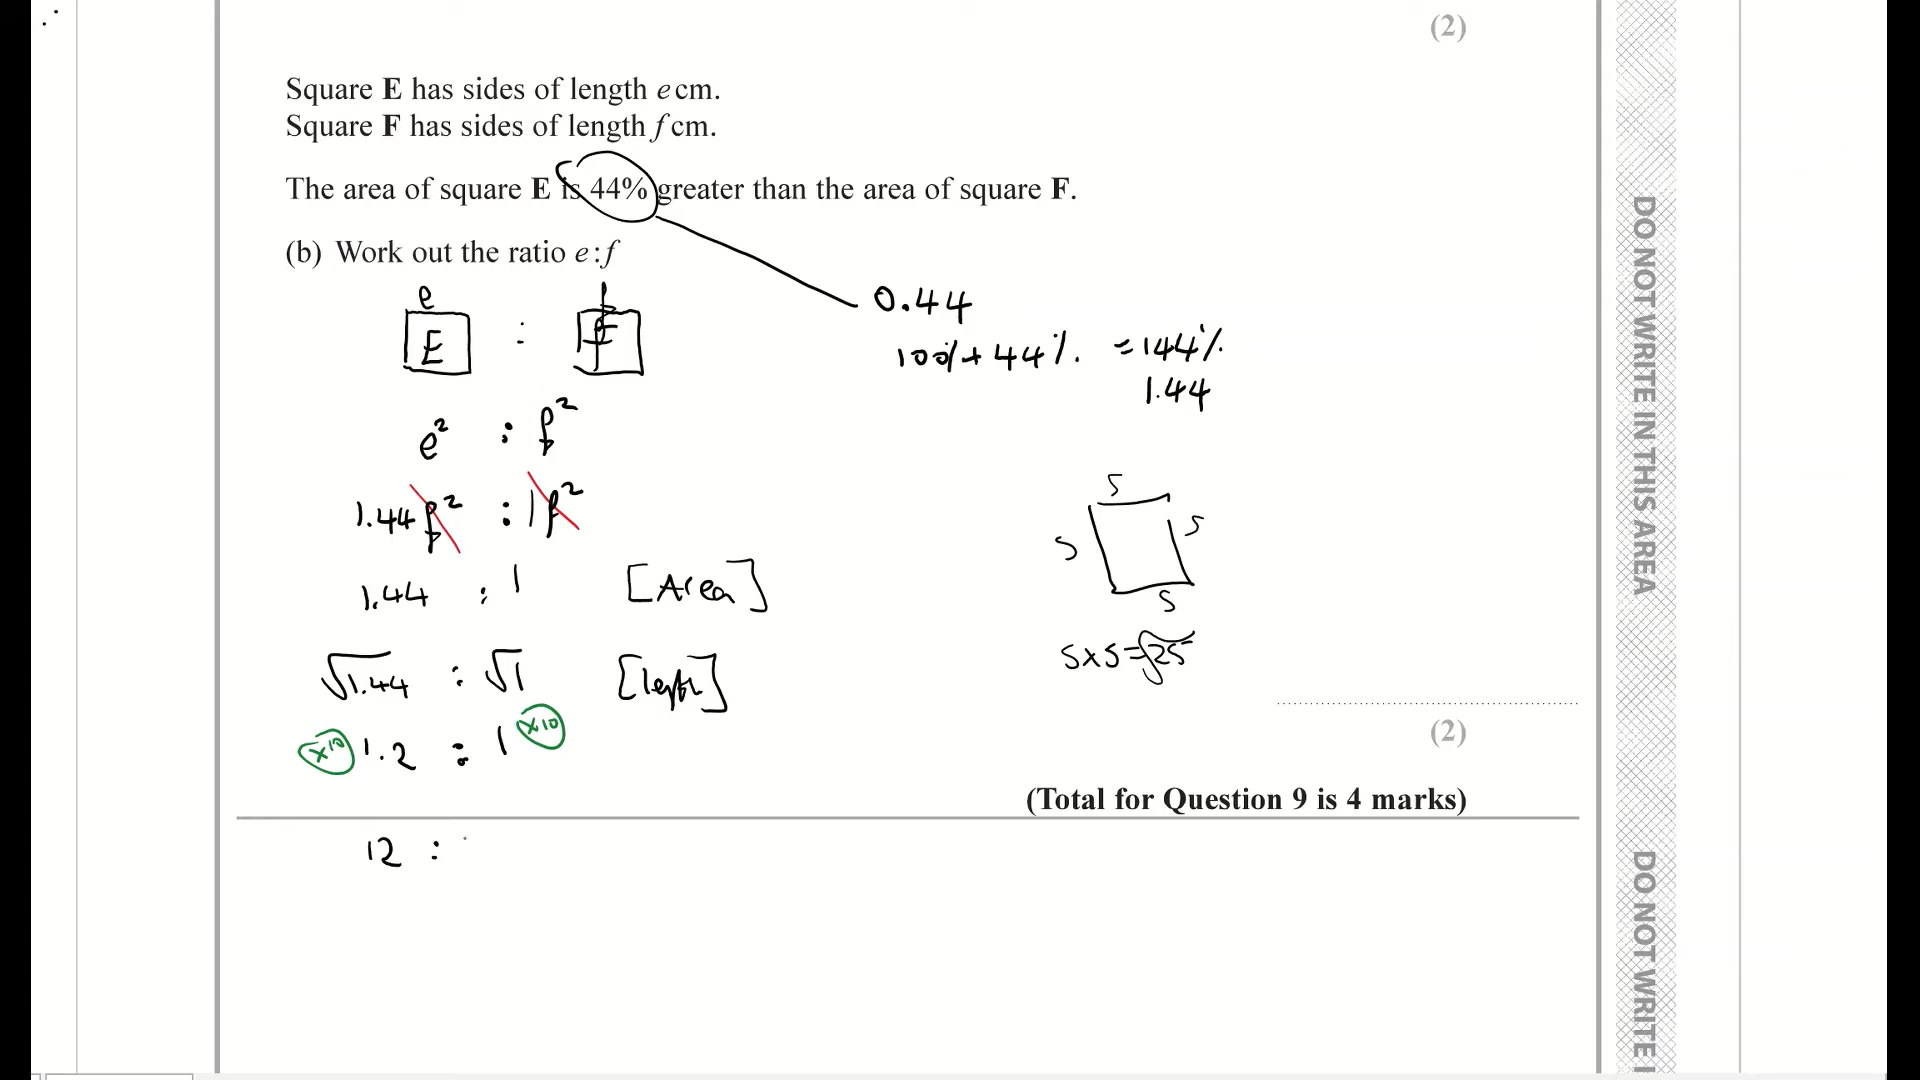 (2)
Square E has sides of length e cm.
Square F has sides of length f cm.
The area of square E is 44% greater than the area of square F.
(b) Work out the ratio e : f
e f
E : F
0.44
100% + 44% = 144%
1.44
e² : f²
1.44f² : 1f²
1.44 : 1 [Area]
√1.44 : √1 [length]
×10 1.2 : 1 ×10
12 :
5
5 5
5
5×5=25
(2)
(Total for Question 9 is 4 marks)
DO NOT WRITE IN THIS AREA
DO NOT WRITE I